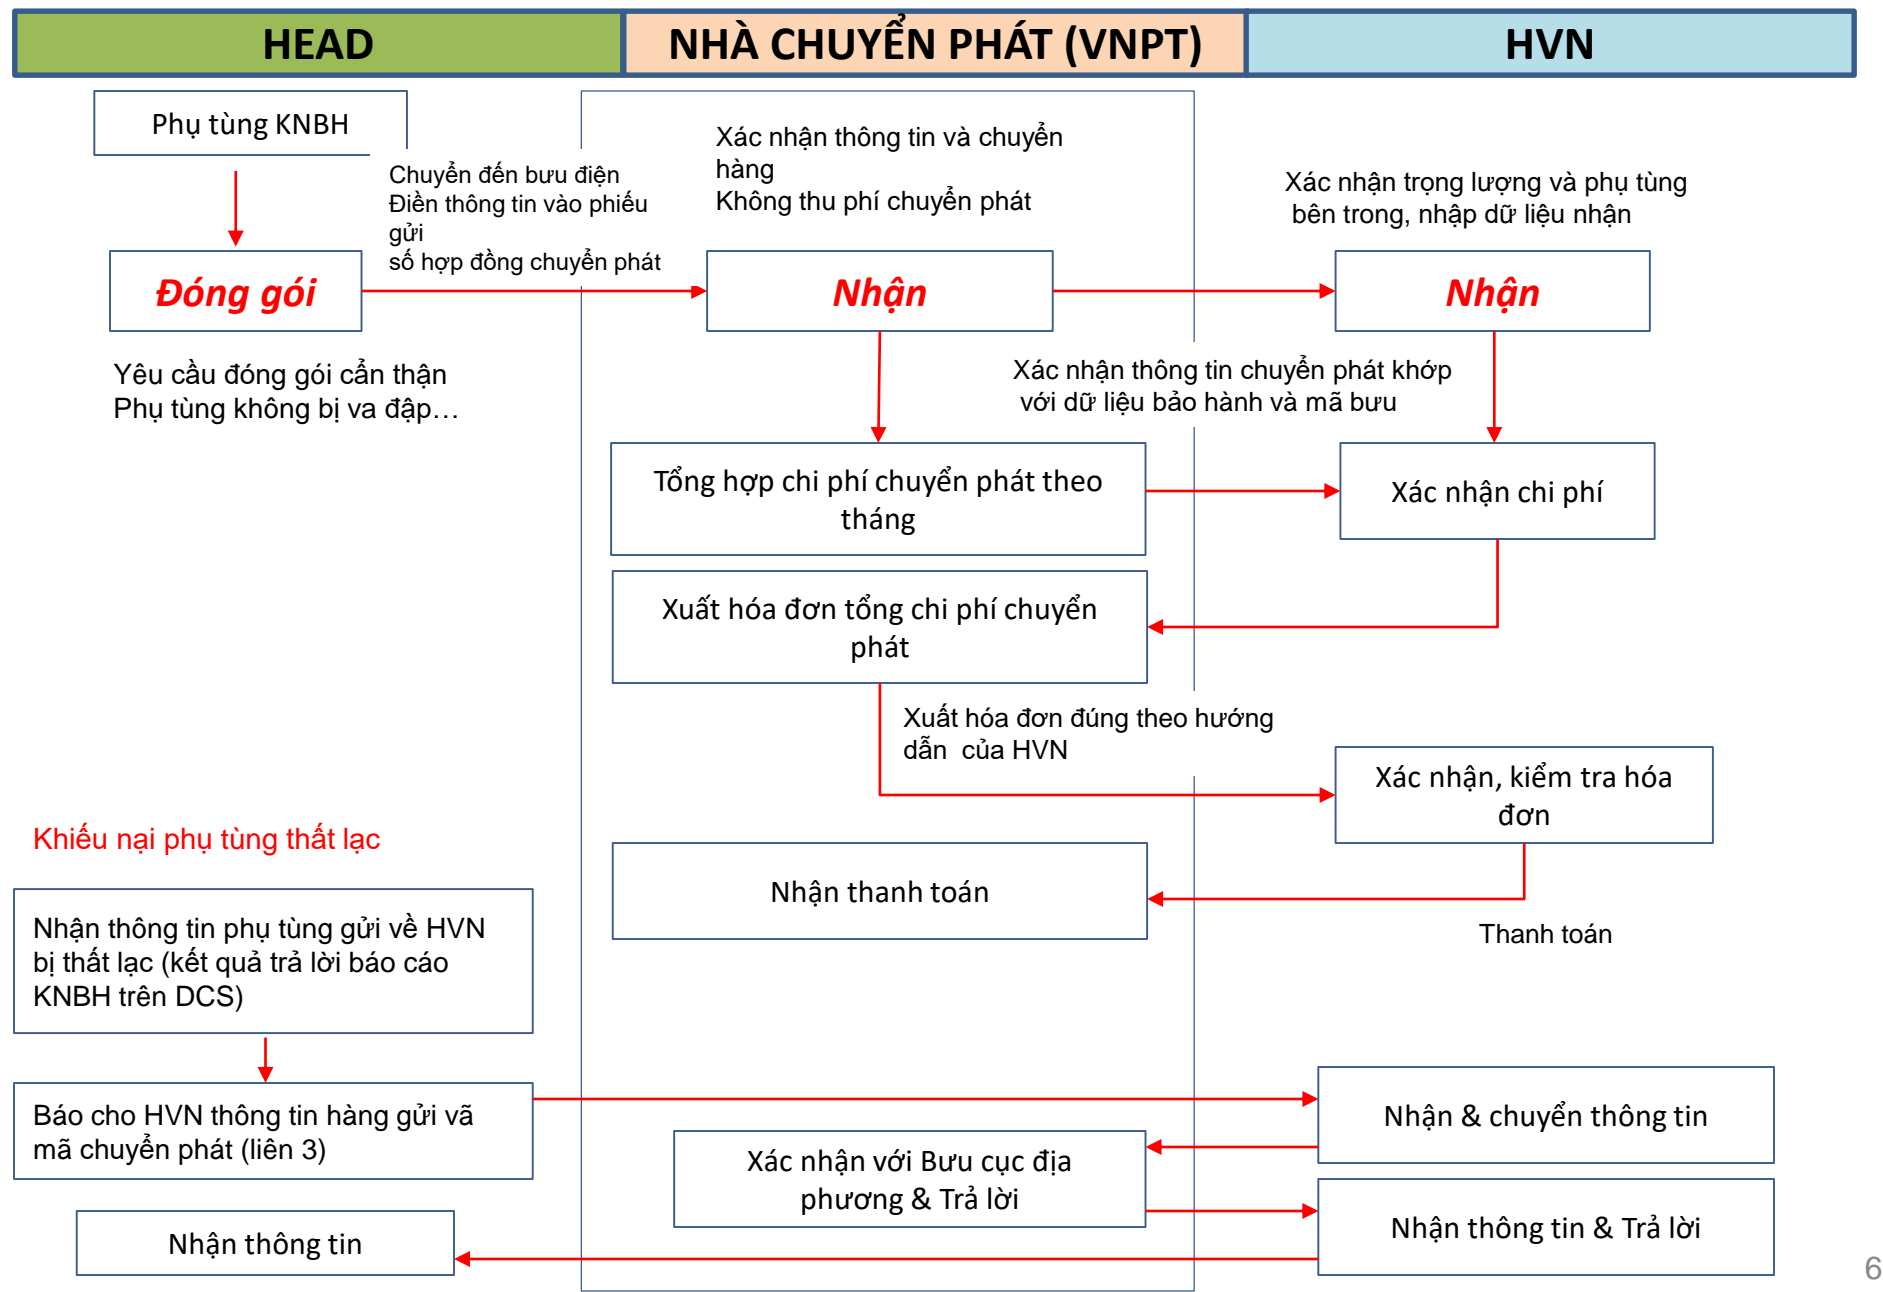 HEAD
NHÀ CHUYỂN PHÁT (VNPT)
HVN
Phụ tùng KNBH
Chuyển đến bưu điện
Điền thông tin vào phiếu
gửi
số hợp đồng chuyển phát
Xác nhận thông tin và chuyển
hàng
Không thu phí chuyển phát
Xác nhận trọng lượng và phụ tùng
bên trong, nhập dữ liệu nhận
Đóng gói
Nhận
Nhận
Yêu cầu đóng gói cẩn thận
Phụ tùng không bị va đập…
Xác nhận thông tin chuyển phát khớp
với dữ liệu bảo hành và mã bưu
Tổng hợp chi phí chuyển phát theo
tháng
Xác nhận chi phí
Xuất hóa đơn tổng chi phí chuyển
phát
Xuất hóa đơn đúng theo hướng
dẫn  của HVN
Xác nhận, kiểm tra hóa
đơn
Nhận thanh toán
Thanh toán
Khiếu nại phụ tùng thất lạc
Nhận thông tin phụ tùng gửi về HVN
bị thất lạc (kết quả trả lời báo cáo
KNBH trên DCS)
Báo cho HVN thông tin hàng gửi vã
mã chuyển phát (liên 3)
Nhận & chuyển thông tin
Xác nhận với Bưu cục địa
phương & Trả lời
Nhận thông tin & Trả lời
Nhận thông tin
6